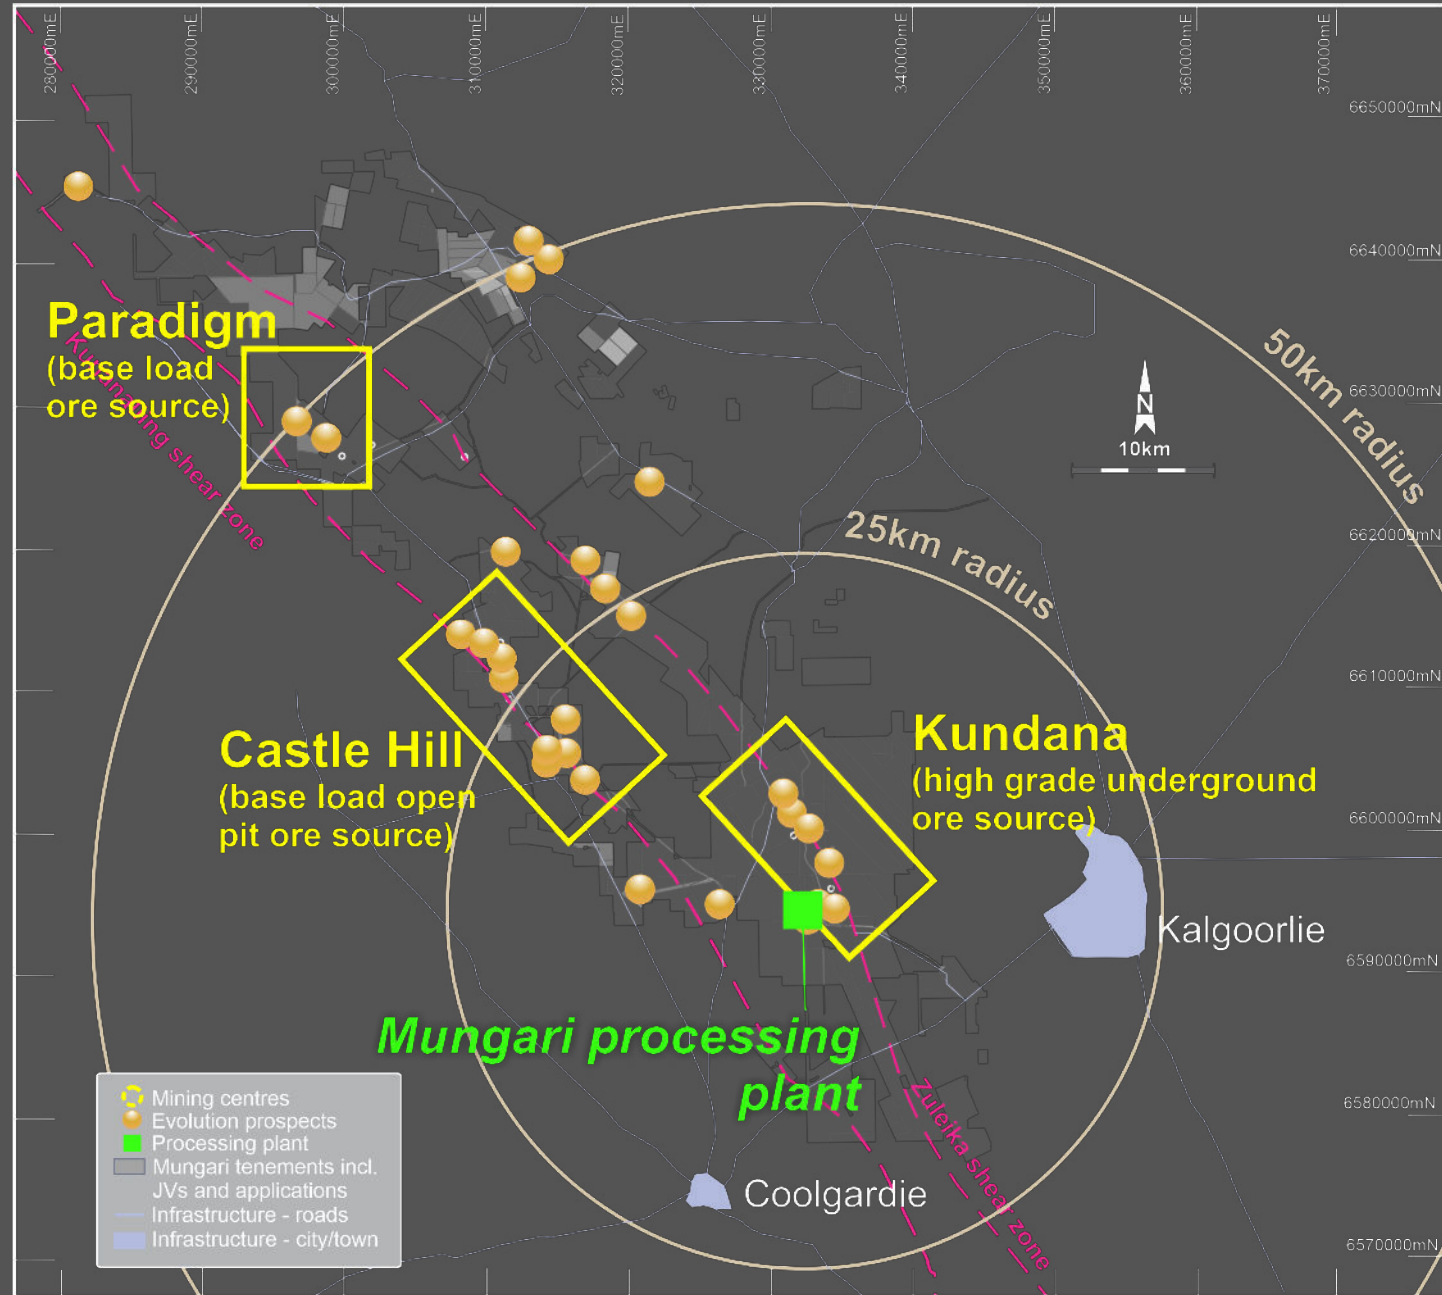 280000mE
290000mE
300000mE
310000mE
320000mE
330000mE
340000mE
350000mE
360000mE
370000mE
6650000mN
6640000mN
6630000mN
6620000mN
6610000mN
6600000mN
6590000mN
6580000mN
6570000mN
Paradigm
(base load
ore source)
Kunanalling shear zone
50km radius
N
10km
25km radius
Castle Hill
(base load open
pit ore source)
Kundana
(high grade underground
ore source)
Kalgoorlie
Mungari processing
plant
Zuleika shear zone
Coolgardie
Mining centres
Evolution prospects
Processing plant
Mungari tenements incl.
JVs and applications
Infrastructure - roads
Infrastructure - city/town